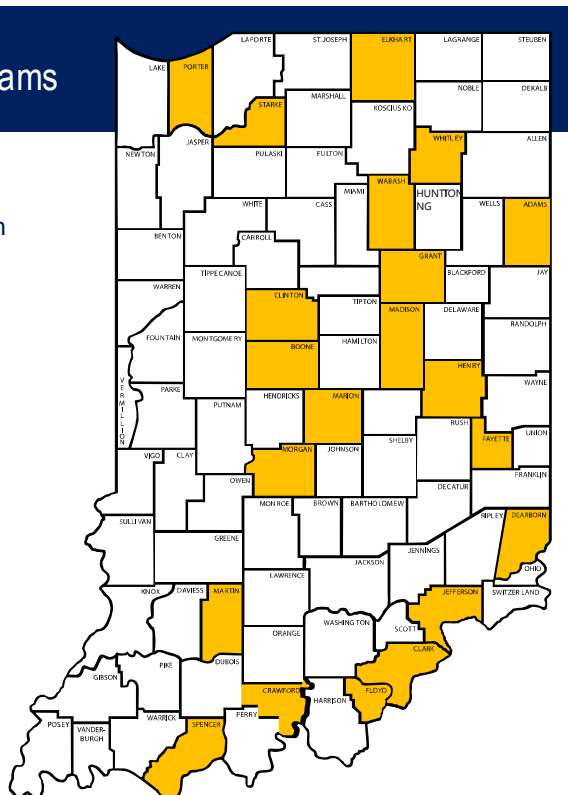 ams
n
LAPORTE
ST. JOSEPH
ELKHART
LAGRANGE
STEUBEN
LAKE
PORTER
NOBLE
DEKALB
STARKE
MARSHALL
KOSCIUSKO
JASPER
WHITLEY
ALLEN
NEWTON
PULASKI
FULTON
WABASH
MIAMI
HUNTTON
NG
WHITE
CASS
WELLS
ADAMS
BENTON
CARROLL
GRANT
TIPPECANOE
BLACKFORD
JAY
WARREN
CLINTON
TIPTON
MADISON
DELAWARE
RANDOLPH
FOUNTAIN
MONTGOMERY
BOONE
HAMILTON
HENRY
VERMILLION
PARKE
HENDRICKS
MARION
WAYNE
PUTNAM
RUSH
SHELBY
FAYETTE
UNION
VIGO
CLAY
MORGAN
JOHNSON
FRANKLIN
OWEN
DECATUR
MONROE
BROWN
BARTHOLOMEW
RIPLEY
DEARBORN
SULLIVAN
GREENE
JENNINGS
JACKSON
OHIO
LAWRENCE
KNOX
DAVIESS
MARTIN
JEFFERSON
SWITZERLAND
WASHINGTON
SCOTT
ORANGE
CLARK
PIKE
DUBOIS
GIBSON
CRAWFORD
FLOYD
HARRISON
POSEY
VANDER-
BURGH
WARRICK
SPENCER
PERRY